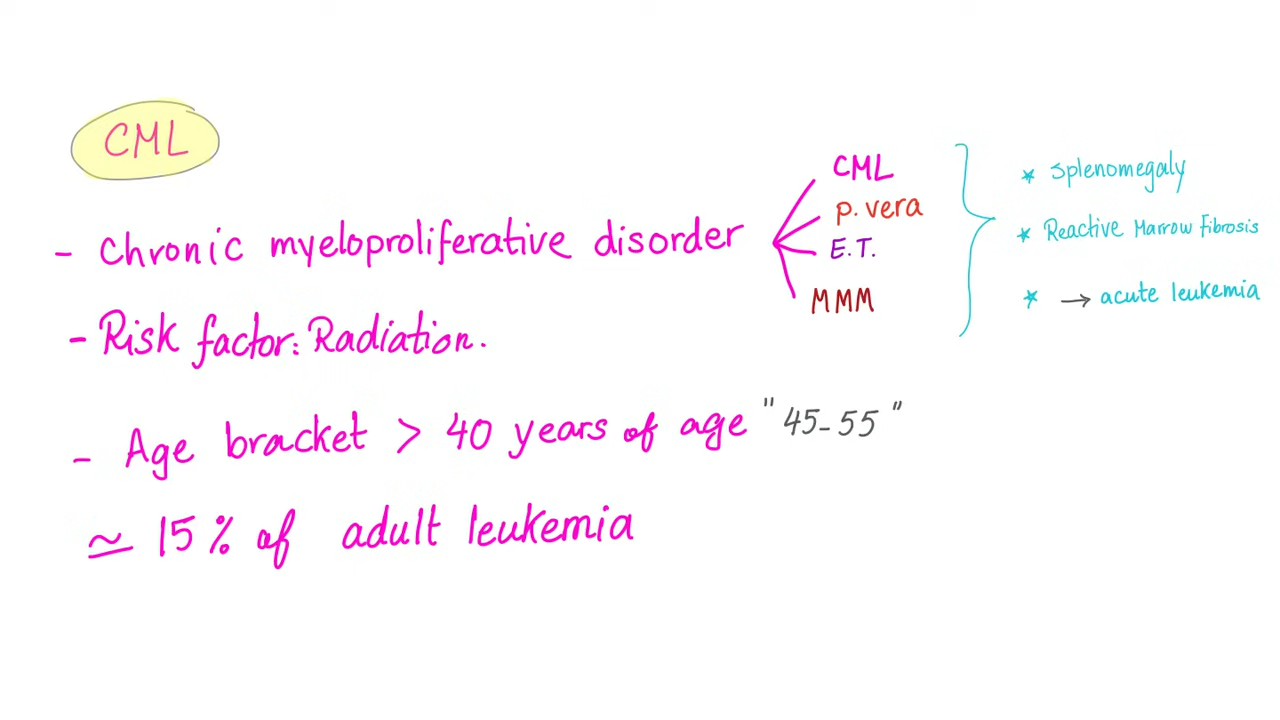 CML
- Chronic myeloproliferative disorder
CML
p. vera
E.T.
MMM
* Splenomegaly
* Reactive Marrow fibrosis
* → acute leukemia
- Risk factor: Radiation.
- Age bracket > 40 years of age "45-55"
≃ 15% of adult leukemia